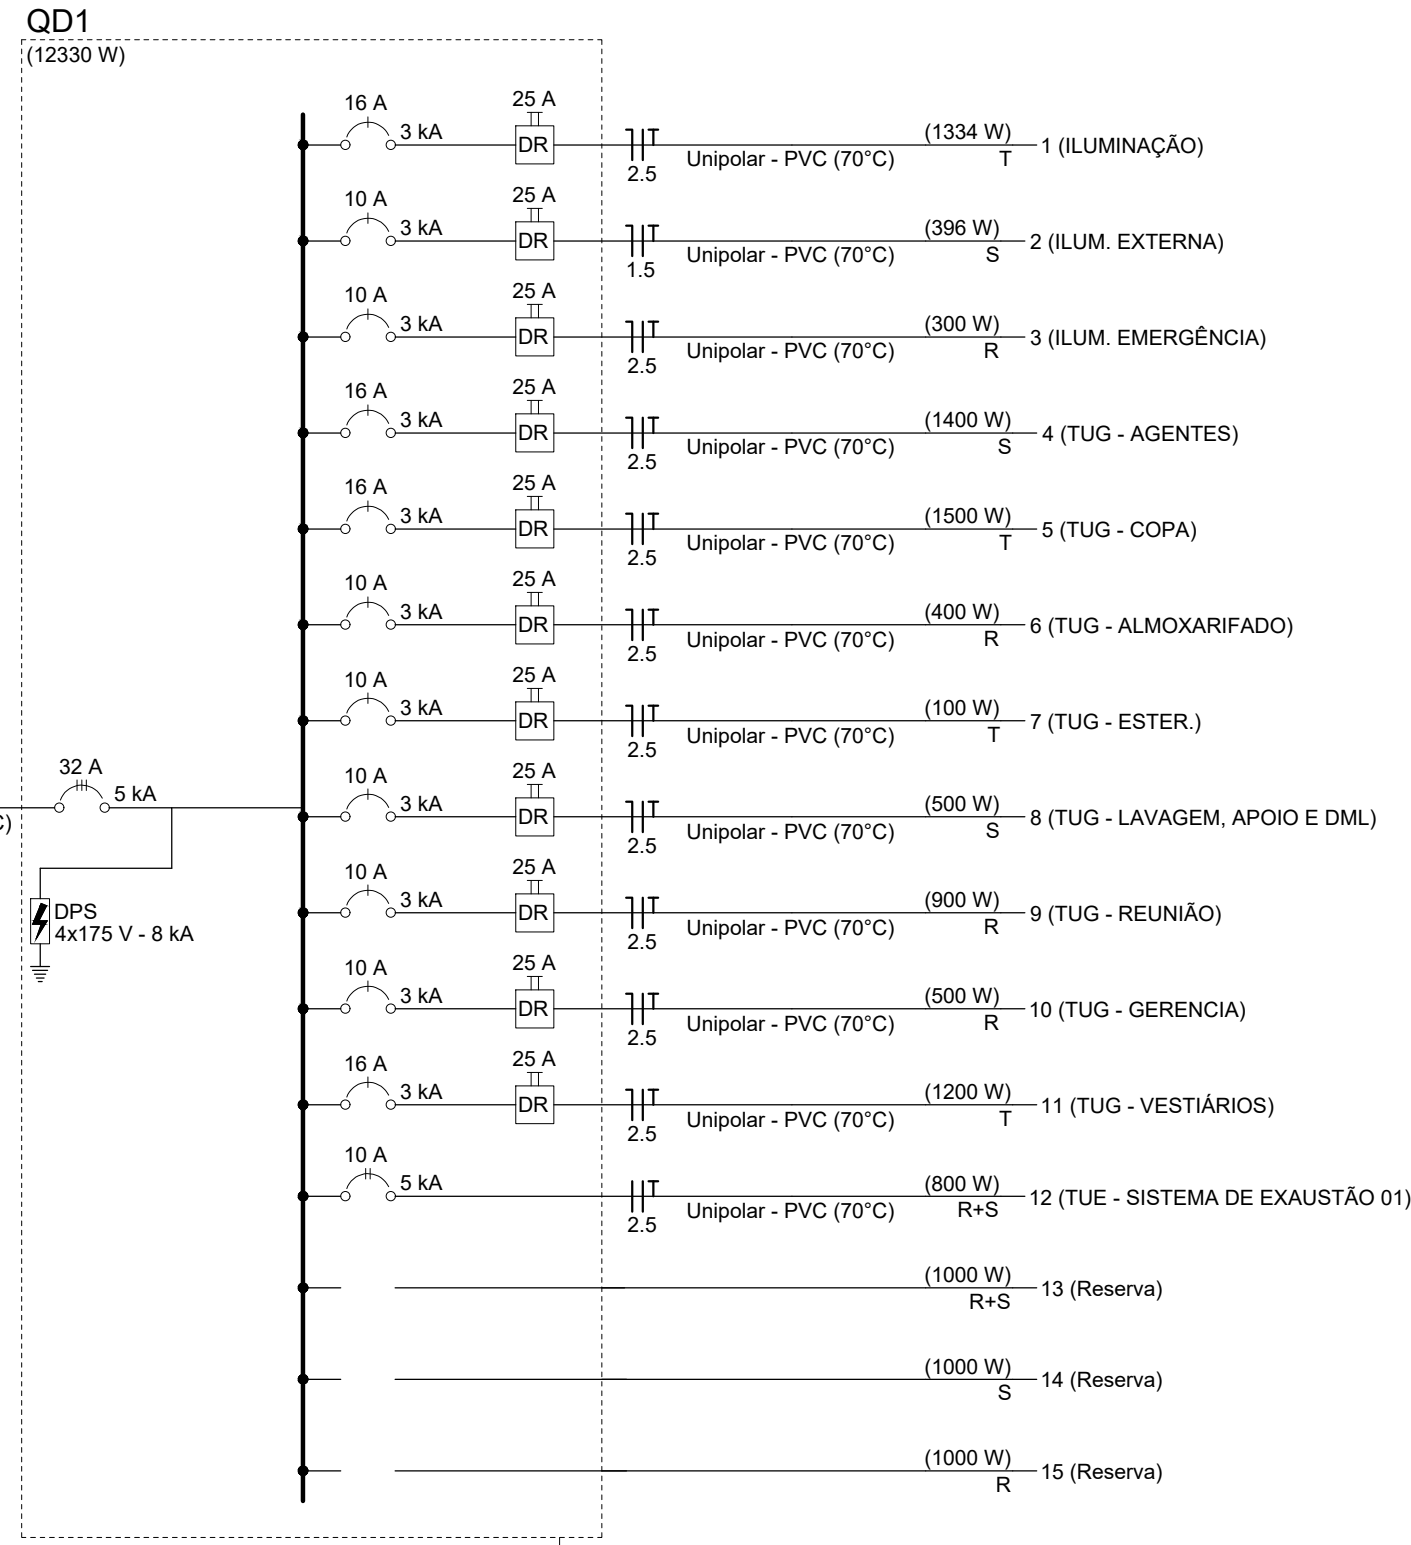 QD1
(12330 W)
16 A
3 kA
25 A
DR
2.5
Unipolar - PVC (70°C)
(1334 W)
T
1 (ILUMINAÇÃO)
10 A
3 kA
25 A
DR
1.5
Unipolar - PVC (70°C)
(396 W)
S
2 (ILUM. EXTERNA)
10 A
3 kA
25 A
DR
2.5
Unipolar - PVC (70°C)
(300 W)
R
3 (ILUM. EMERGÊNCIA)
16 A
3 kA
25 A
DR
2.5
Unipolar - PVC (70°C)
(1400 W)
S
4 (TUG - AGENTES)
16 A
3 kA
25 A
DR
2.5
Unipolar - PVC (70°C)
(1500 W)
T
5 (TUG - COPA)
10 A
3 kA
25 A
DR
2.5
Unipolar - PVC (70°C)
(400 W)
R
6 (TUG - ALMOXARIFADO)
10 A
3 kA
25 A
DR
2.5
Unipolar - PVC (70°C)
(100 W)
T
7 (TUG - ESTER.)
32 A
5 kA
C)
10 A
3 kA
25 A
DR
2.5
Unipolar - PVC (70°C)
(500 W)
S
8 (TUG - LAVAGEM, APOIO E DML)
DPS
4x175 V - 8 kA
10 A
3 kA
25 A
DR
2.5
Unipolar - PVC (70°C)
(900 W)
R
9 (TUG - REUNIÃO)
10 A
3 kA
25 A
DR
2.5
Unipolar - PVC (70°C)
(500 W)
R
10 (TUG - GERENCIA)
16 A
3 kA
25 A
DR
2.5
Unipolar - PVC (70°C)
(1200 W)
T
11 (TUG - VESTIÁRIOS)
10 A
5 kA
2.5
Unipolar - PVC (70°C)
(800 W)
R+S
12 (TUE - SISTEMA DE EXAUSTÃO 01)
(1000 W)
R+S
13 (Reserva)
(1000 W)
S
14 (Reserva)
(1000 W)
R
15 (Reserva)